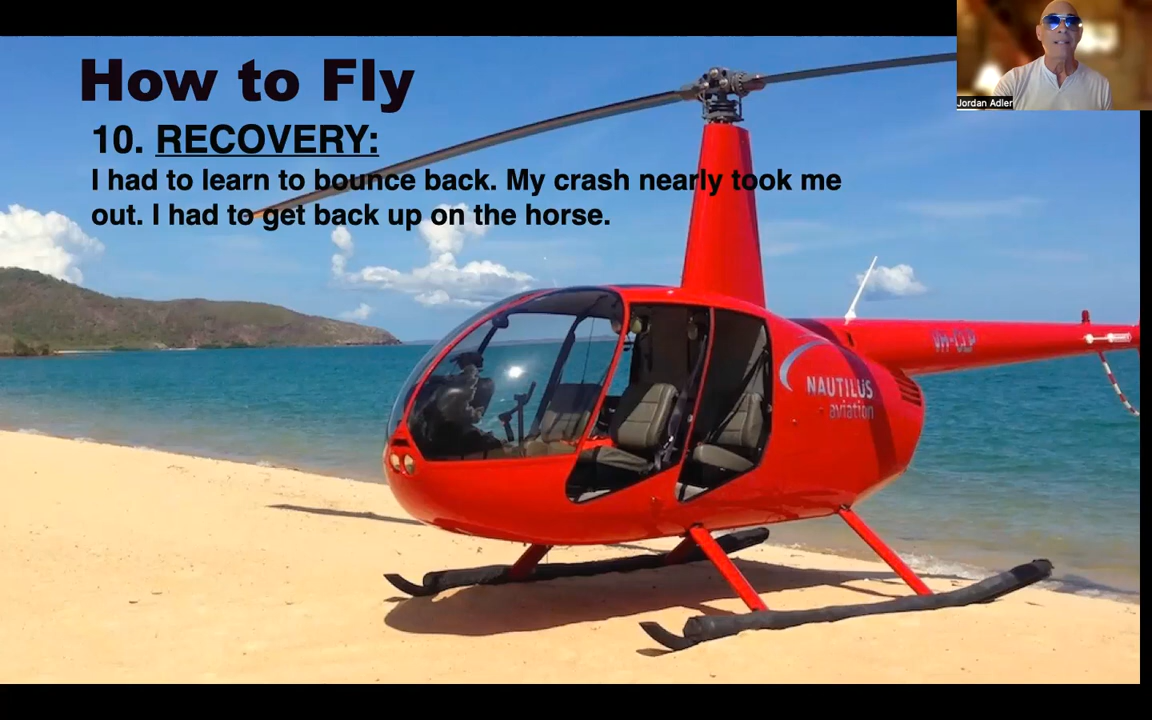 How to Fly
10. RECOVERY:
I had to learn to bounce back. My crash nearly took me
out. I had to get back up on the horse.
Jordan Adler
NAUTILUS
aviation